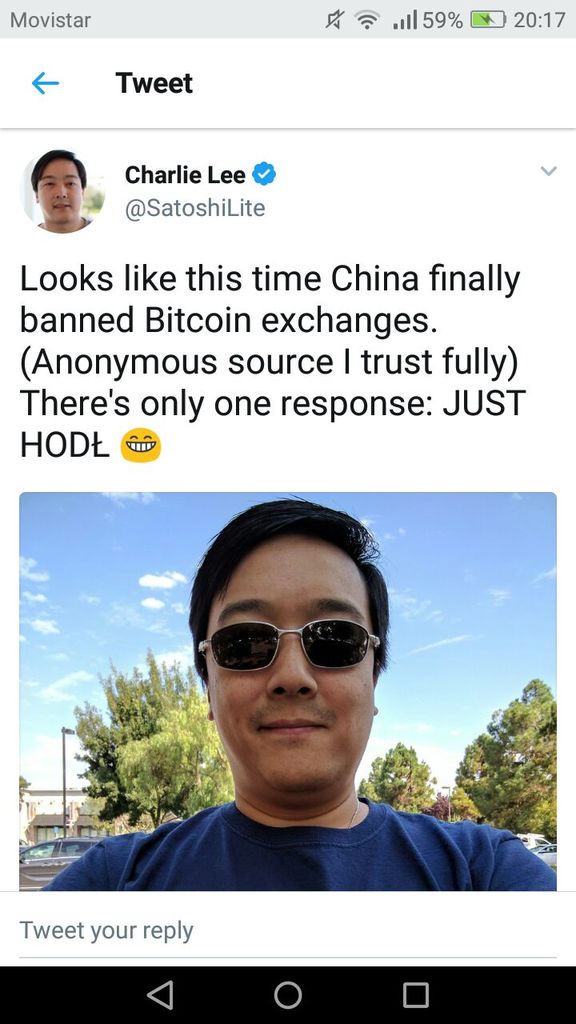 Movistar 59% 20:17
Tweet
Charlie Lee
@SatoshiLite
Looks like this time China finally
banned Bitcoin exchanges.
(Anonymous source I trust fully)
There's only one response: JUST
HODŁ 😁
Tweet your reply